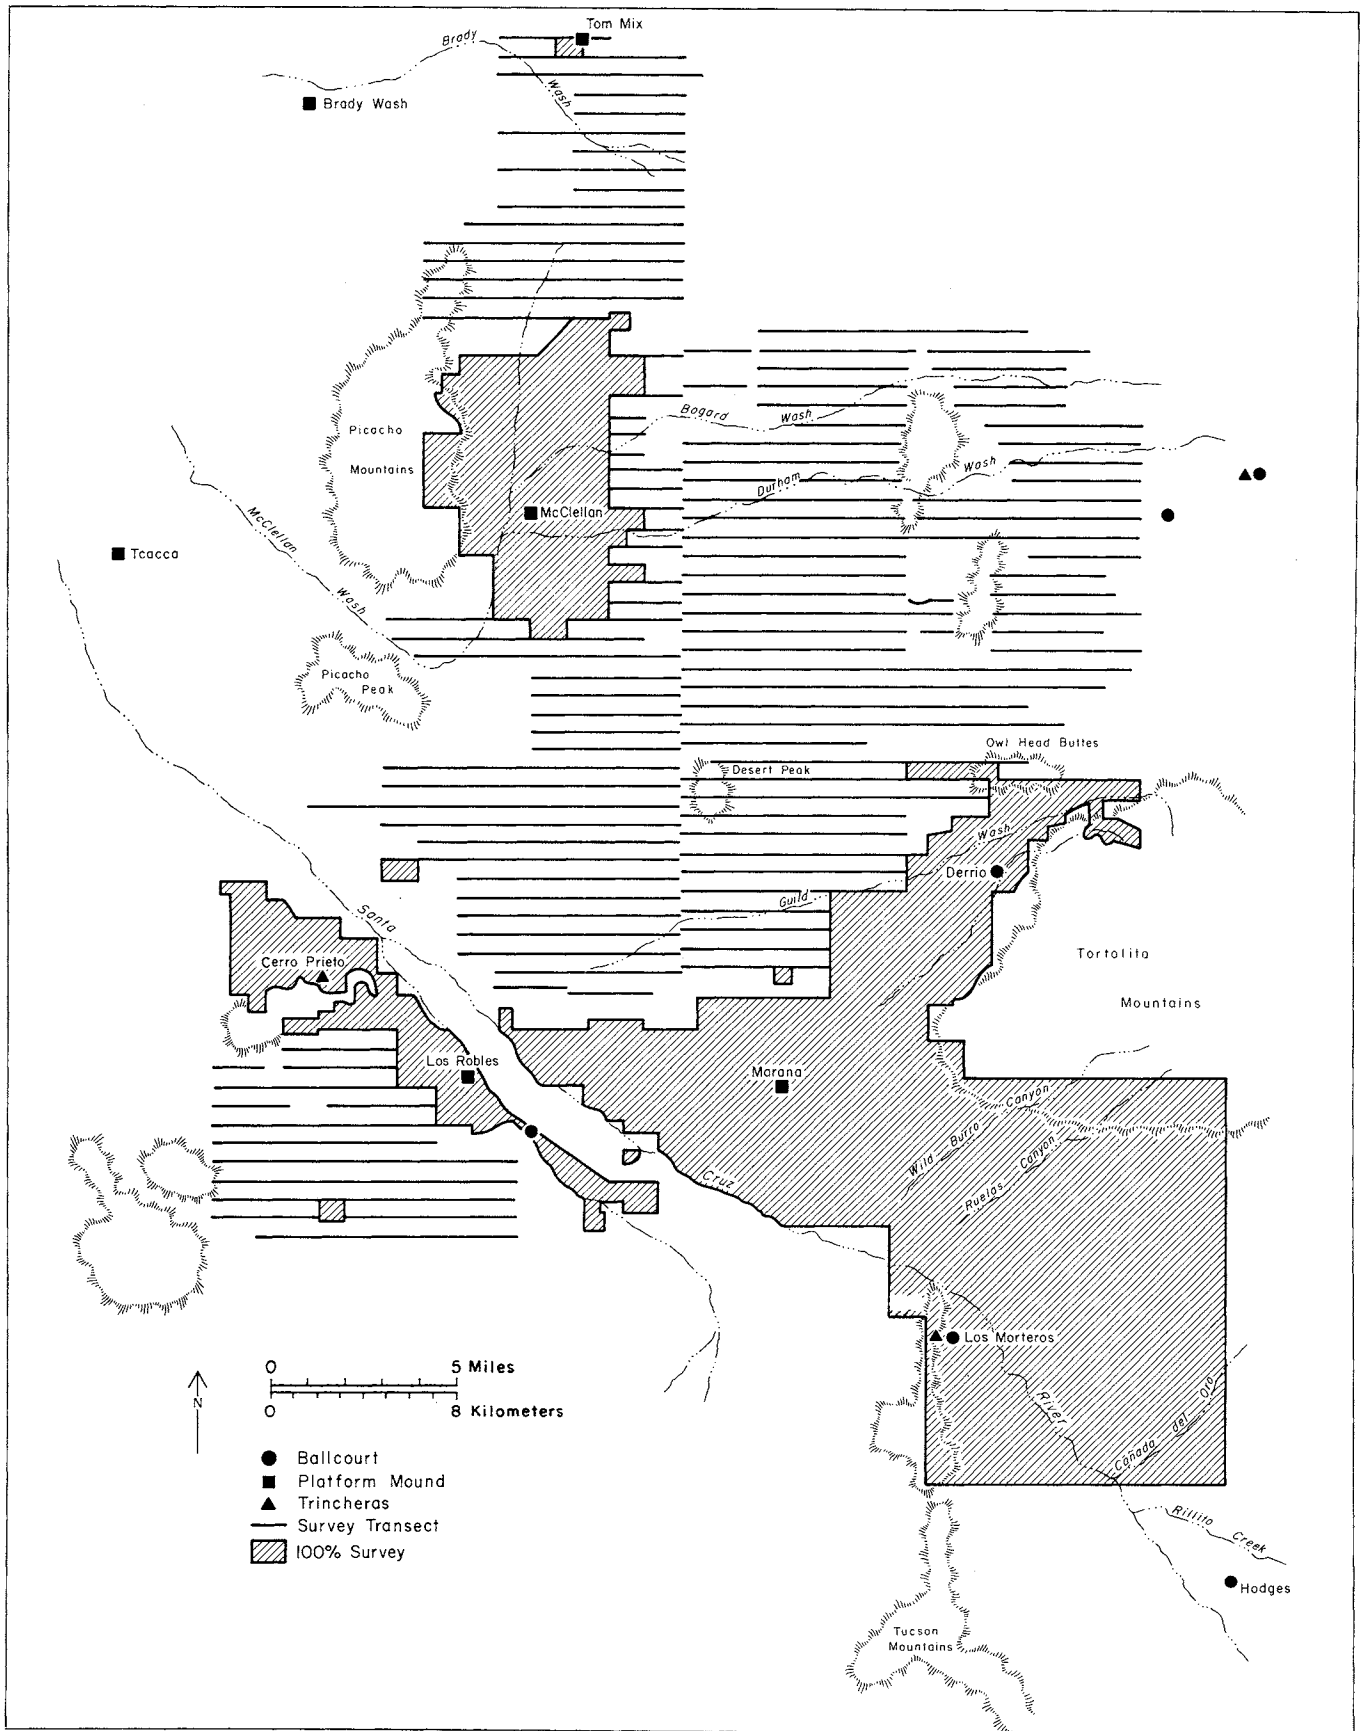 Tom Mix
Brady
Wash
Brady Wash
Bogard
Wash
Picacho
Mountains
Wash
Durham
McClellan
McClellan
Tcacca
Wash
Picacho
Peak
Owl Head Buttes
Desert Peak
Wash
Derrio
Guild
Santa
Cerro Prieto
Tortolita
Mountains
Los Robles
Marana
Canyon
Wild Burro
Canyon
Ruelas
Cruz
Los Morteros
0 5 Miles
0 8 Kilometers
N
River
Cañada del Oro
Ballcourt
Platform Mound
Trincheras
Survey Transect
100% Survey
Rillito
Creek
Hodges
Tucson
Mountains